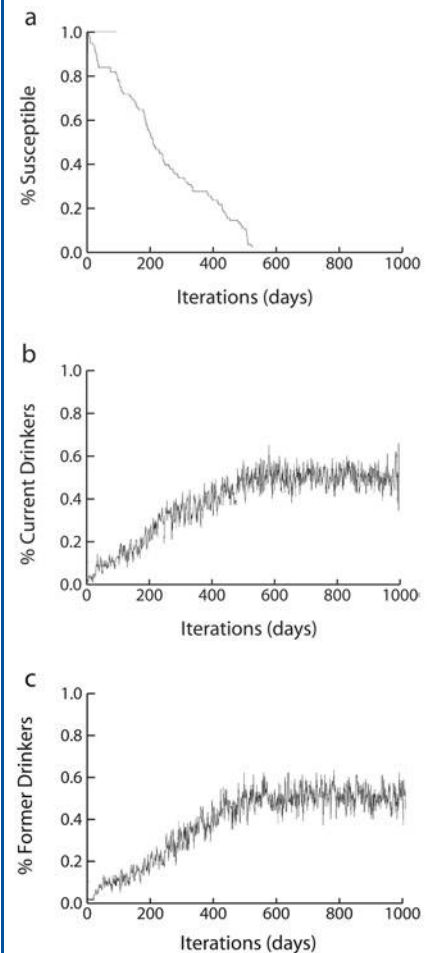 a
1.0
0.8
0.6
0.4
0.2
0.0
% Susceptible
0 200 400 600 800 1000
Iterations (days)
b
1.0
0.8
0.6
0.4
0.2
0.0
% Current Drinkers
0 200 400 600 800 1000
Iterations (days)
c
1.0
0.8
0.6
0.4
0.2
0.0
% Former Drinkers
0 200 400 600 800 1000
Iterations (days)